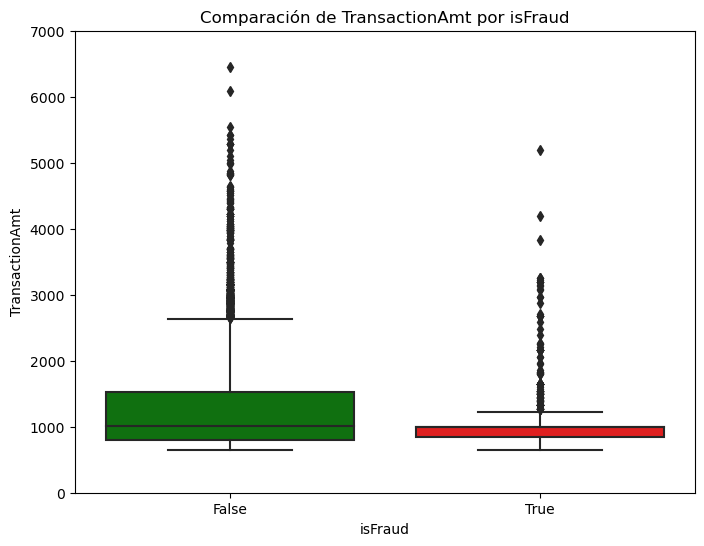 Comparación de TransactionAmt por isFraud
7000
6000
5000
4000
3000
2000
1000
0
TransactionAmt
False
True
isFraud